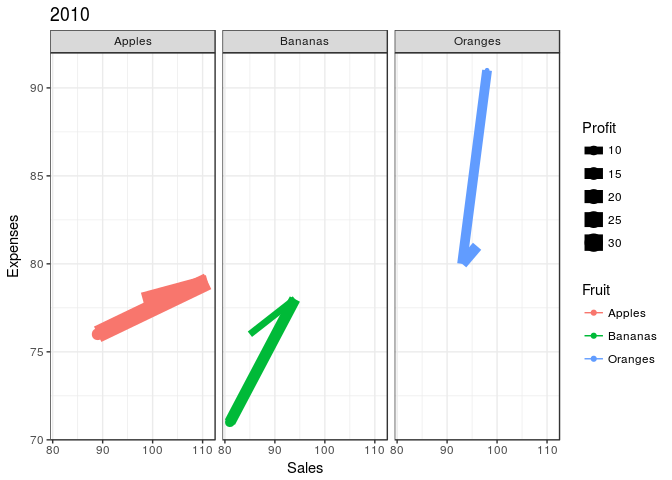 2010
Apples Bananas Oranges
Profit
10
15
20
25
30
Fruit
Apples
Bananas
Oranges
Expenses
90
85
80
75
70
80 90 100 110 80 90 100 110 80 90 100 110
Sales